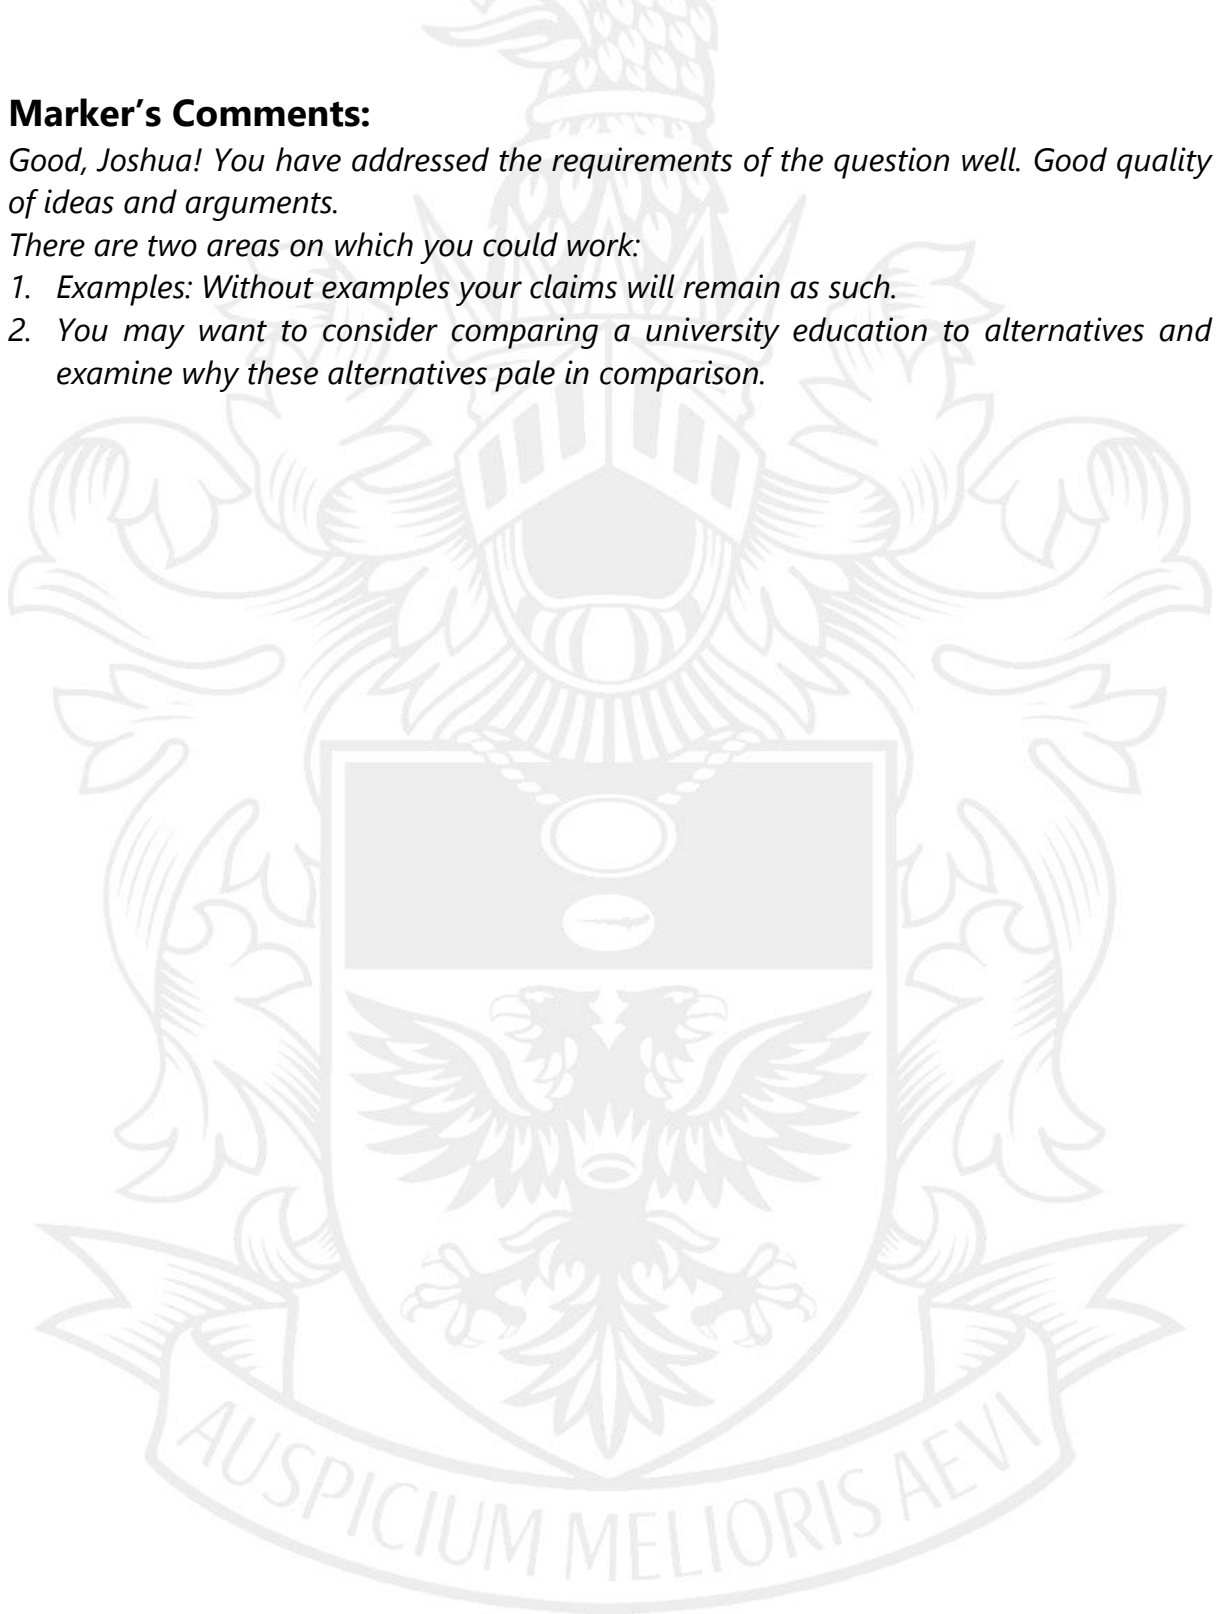 Marker’s Comments:
Good, Joshua! You have addressed the requirements of the question well. Good quality
of ideas and arguments.
There are two areas on which you could work:
1. Examples: Without examples your claims will remain as such.
2. You may want to consider comparing a university education to alternatives and
examine why these alternatives pale in comparison.
AUSPICIUM MELIORIS AEVI